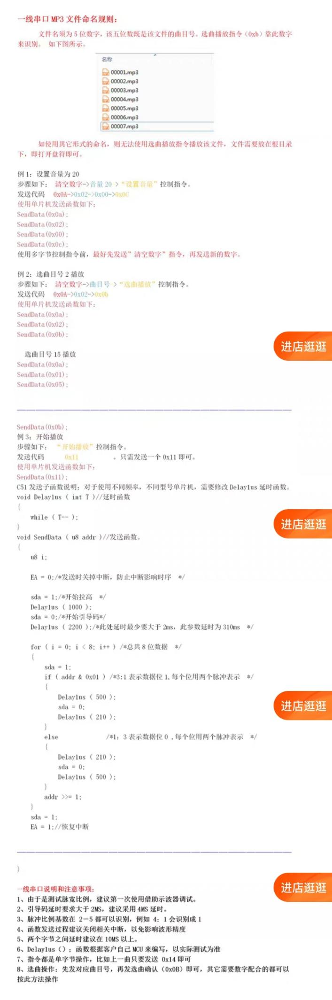 一线串口 MP3 文件命名规则：
文件名须为 5 位数字，该五位数既是该文件的曲目号。选曲播放指令（0xb）靠此数字
来识别。 如下图所示。
名称
00001.mp3
00002.mp3
00003.mp3
00004.mp3
00005.mp3
00006.mp3
00007.mp3
如使用其它形式的命名，则无法使用选曲播放指令播放该文件，文件需要放在根目录
下，即打开盘符即可。
例 1：设置音量为 20
步骤如下： 清空数字->音量 20->“设置音量”控制指令。
发送代码 0x0A->0x02->0x00->0x0C
使用单片机发送函数如下：
SendData(0x0a);
SendData(0x02);
SendData(0x00);
SendData(0x0c);
使用多字节控制指令前，最好先发送”清空数字”指令，再发送新的数字。
例 2：选曲目号 2 播放
步骤如下： 清空数字->曲目号->“选曲播放”控制指令。
发送代码 0x0A->0x02->0x0b
使用单片机发送函数如下：
SendData(0x0a);
SendData(0x02);
SendData(0x0b);
进店逛逛
选曲目号 15 播放
SendData(0x0a);
SendData(0x01);
SendData(0x05);
SendData(0x0b);
例 3：开始播放
步骤如下： “开始播放”控制指令。
发送代码 0x11 。只需发送一个 0x11 即可。
使用单片机发送函数如下：
SendData(0x11);
C51 发送子函数说明：对于使用不同频率，不同型号单片机，需要修改 Delay1us 延时函数。
void Delay1us ( int T )//延时函数
{
while ( T-- );
进店逛逛
}
void SendData ( u8 addr )//发送函数。
{
u8 i;
EA = 0;/*发送时关掉中断，防止中断影响时序 */
sda = 1;/*开始拉高 */
Delay1us ( 1000 );
sda = 0;/*开始引导码*/
Delay1us ( 2200 );/*此处延时最少要大于 2ms，此参数延时为 310ms */
for ( i = 0; i < 8; i++ ) /*总共 8 位数据 */
{
sda = 1;
if ( addr & 0x01 ) /*3:1 表示数据位 1,每个位用两个脉冲表示 */
{
Delay1us ( 500 );
进店逛逛
sda = 0;
Delay1us ( 210 );
}
else /*1：3 表示数据位 0 ,每个位用两个脉冲表示 */
{
Delay1us ( 210 );
sda = 0;
Delay1us ( 500 );
}
addr >>= 1;
}
sda = 1;
EA = 1;//恢复中断
}
进店逛逛
一线串口说明和注意事项：
1、由于是测试脉宽比例，建议第一次使用借助示波器调试。
2、引导码延时要求大于 2MS，建议采用 4MS 延时。
3、脉冲比例基数在 2－5 都可以识别，例如 4：1 会识别成 1
4、函数发送过程建议关闭相关中断，以免影响波形精度
5、两个字节之间延时建议在 10MS 以上。
6、Delay1us（）；函数根据客户自己 MCU 来编写，以实际测试为准
7、指令都是单字节操作，比如上一曲只要发送 0x14 即可
8、选曲操作：先发对应曲目号，再发选曲确认（0x0B）即可，其它需要数字配合的都可以
按此方法操作